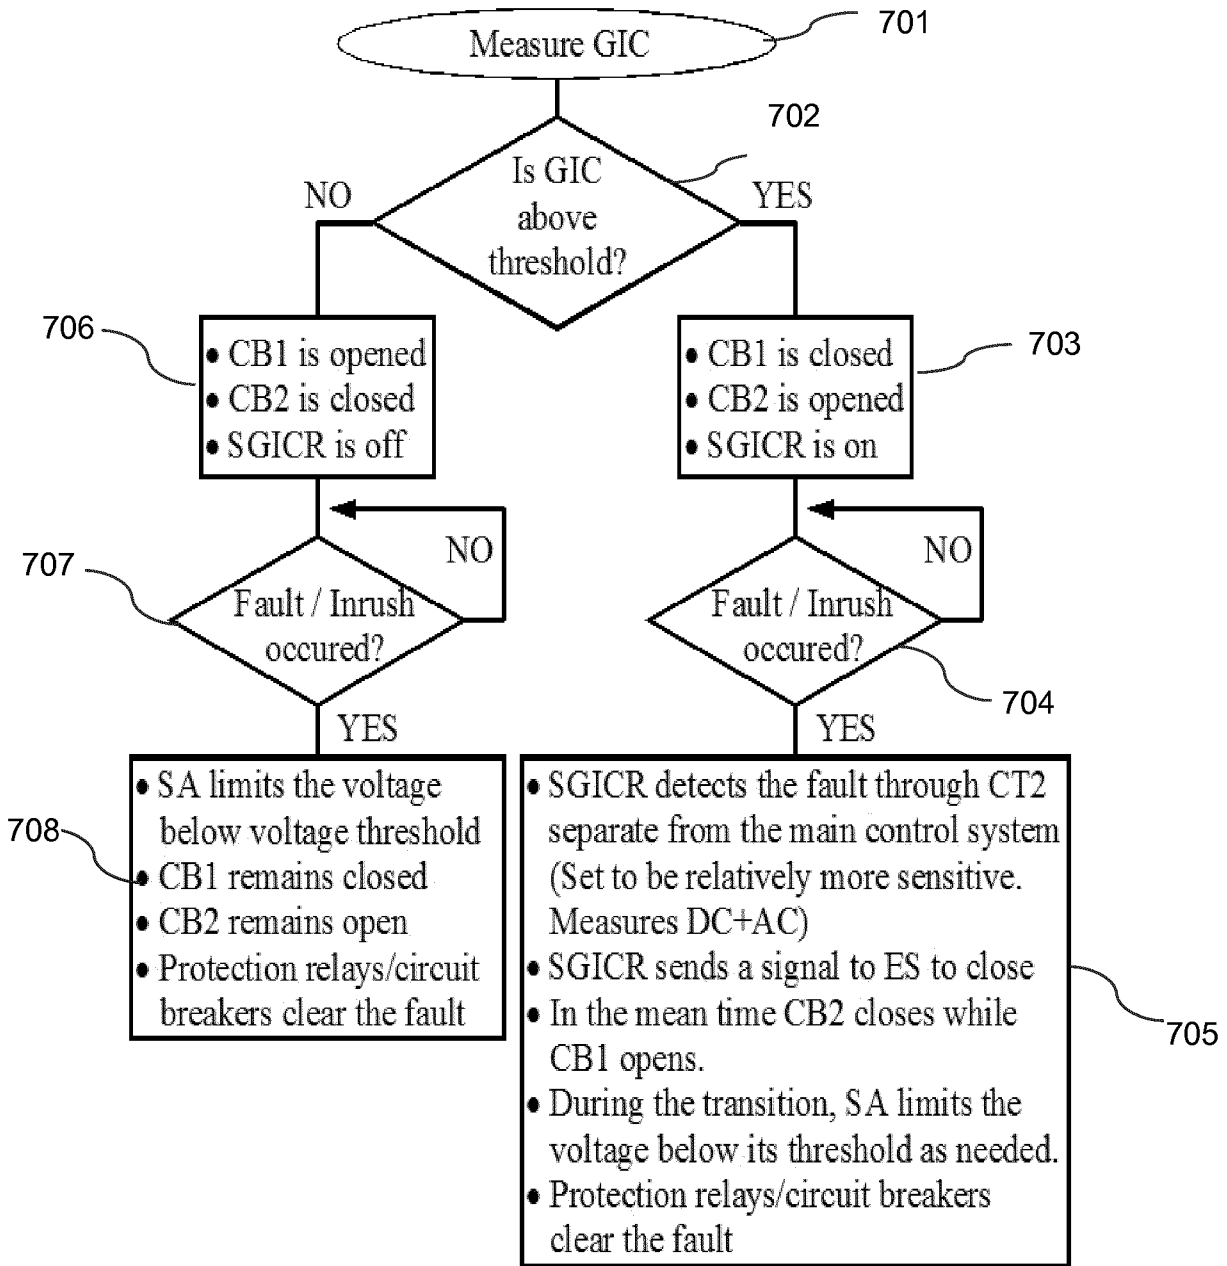 Measure GIC
701
702
Is GIC
above
threshold?
NO
YES
706
• CB1 is opened
• CB2 is closed
• SGICR is off
703
• CB1 is closed
• CB2 is opened
• SGICR is on
707
NO
Fault / Inrush
occured?
YES
NO
Fault / Inrush
occured?
704
YES
708
• SA limits the voltage
below voltage threshold
• CB1 remains closed
• CB2 remains open
• Protection relays/circuit
breakers clear the fault
• SGICR detects the fault through CT2
separate from the main control system
(Set to be relatively more sensitive.
Measures DC+AC)
• SGICR sends a signal to ES to close
• In the mean time CB2 closes while
CB1 opens.
• During the transition, SA limits the
voltage below its threshold as needed.
• Protection relays/circuit breakers
clear the fault
705